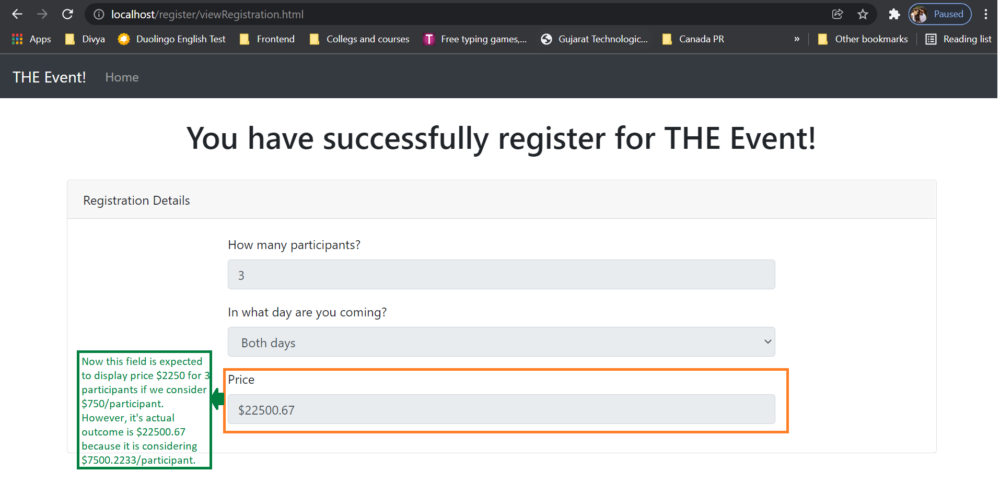 localhost/register/viewRegistration.html
Paused
Apps
Divya
Duolingo English Test
Frontend
Collegs and courses
T
Free typing games,...
Gujarat Technologic...
Canada PR
»
Other bookmarks
Reading list
THE Event!
Home
You have successfully register for THE Event!
Registration Details
How many participants?
3
In what day are you coming?
Both days
Now this field is expected
to display price $2250 for 3
participants if we consider
$750/participant.
However, it's actual
outcome is $22500.67
because it is considering
$7500.2233/participant.
Price
$22500.67